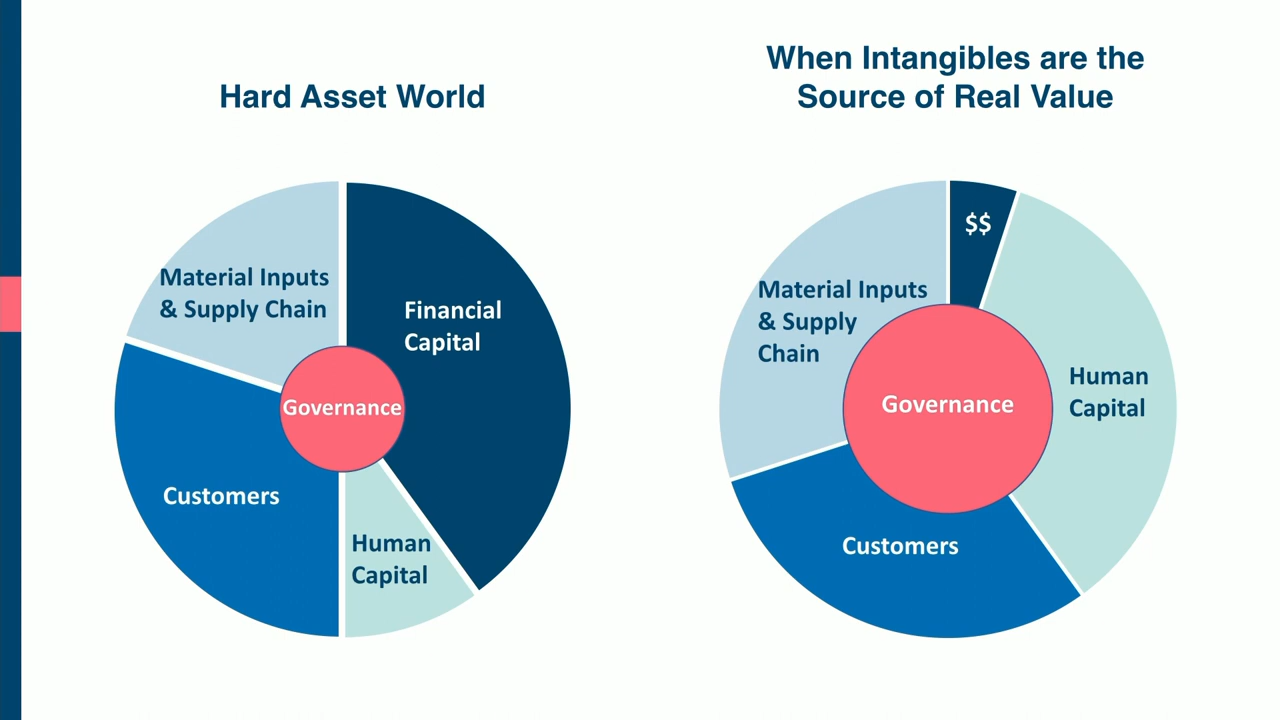 Hard Asset World
Material Inputs
& Supply Chain
Financial
Capital
Governance
Customers
Human
Capital
When Intangibles are the
Source of Real Value
$$
Material Inputs
& Supply
Chain
Human
Capital
Governance
Customers